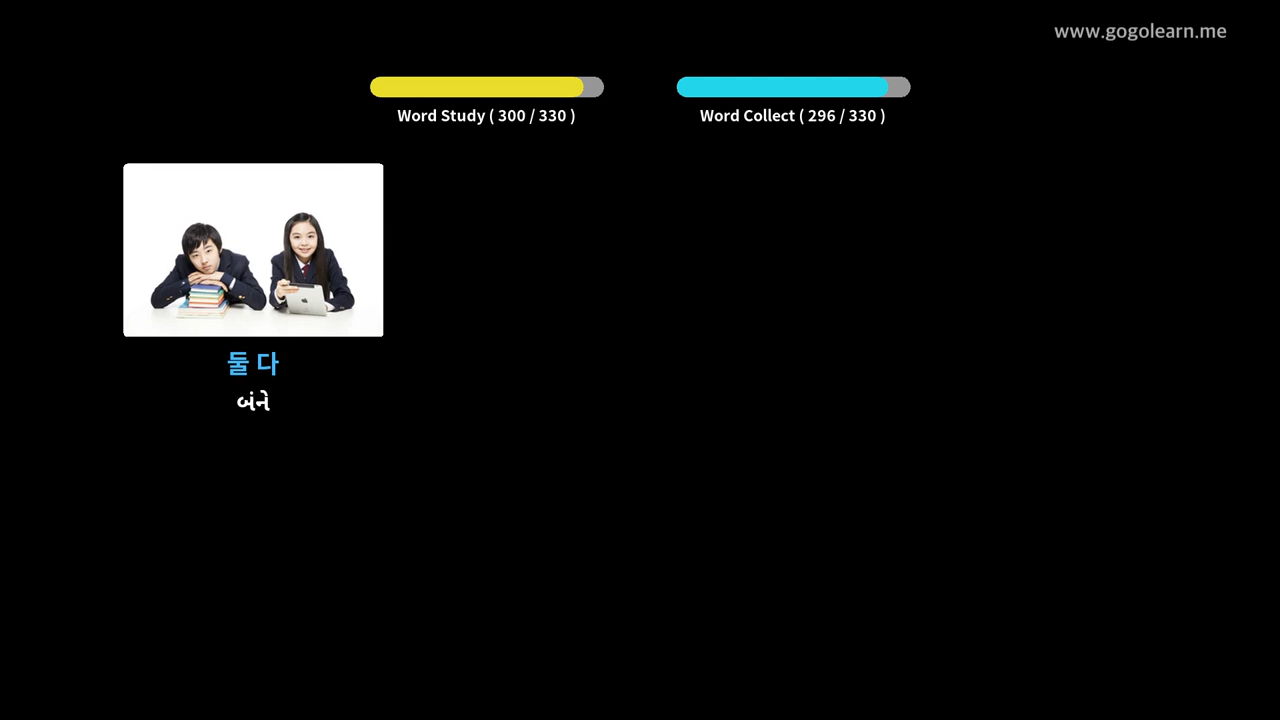 www.gogolearn.me
Word Study ( 300 / 330 )
Word Collect ( 296 / 330 )
둘 다
બંને